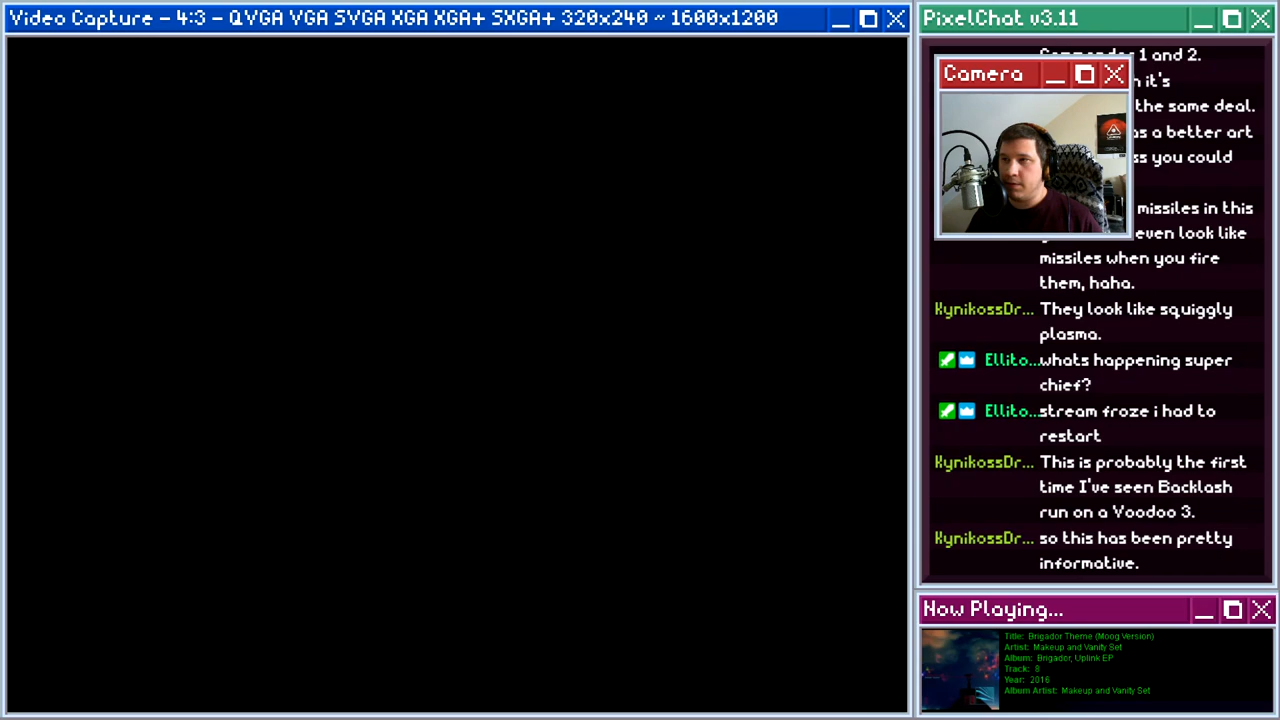 Video Capture - 4:3 - QVGA VGA SVGA XGA XGA+ SXGA+ 320x240 ~ 1600x1200
PixelChat v3.11
1 and 2.
Camera
it's
the same deal.
a better art
you could
missiles in this
even look like
missiles when you fire
them, haha.
KynikossDr... They look like squiggly
plasma.
Ellito... whats happening super
chief?
Ellito... stream froze i had to
restart
KynikossDr... This is probably the first
time I've seen Backlash
run on a Voodoo 3.
KynikossDr... so this has been pretty
informative.
Now Playing...
Title: Brigador Theme (Moog Version)
Artist: Makeup and Vanity Set
Album: Brigador, Uplink EP
Track: 8
Year: 2016
Album Artist: Makeup and Vanity Set